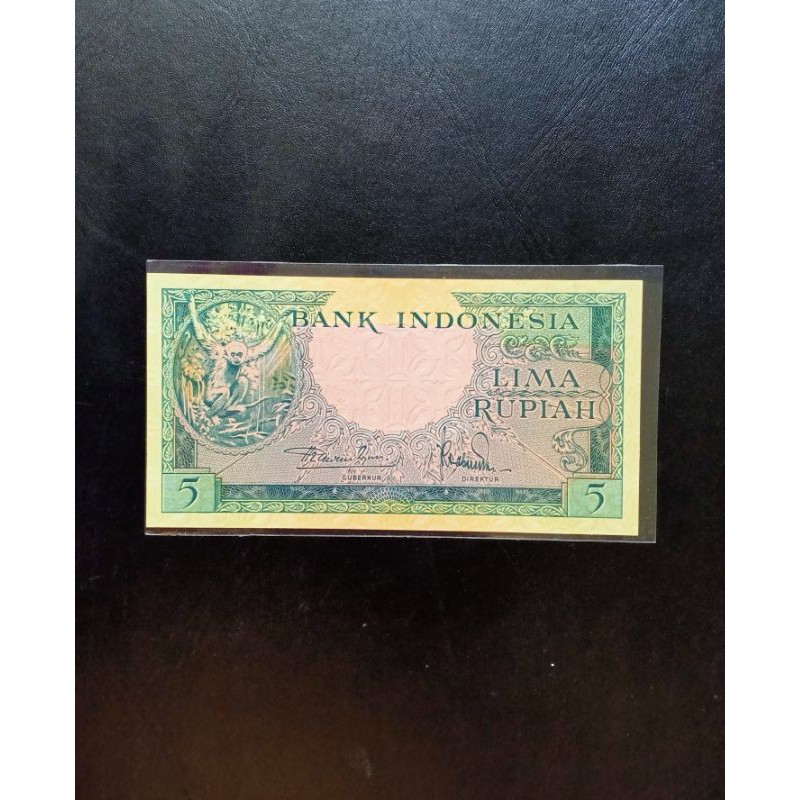 BANK INDONESIA
LIMA
RUPIAH
GUBERNUR
DIREKTUR
5
5